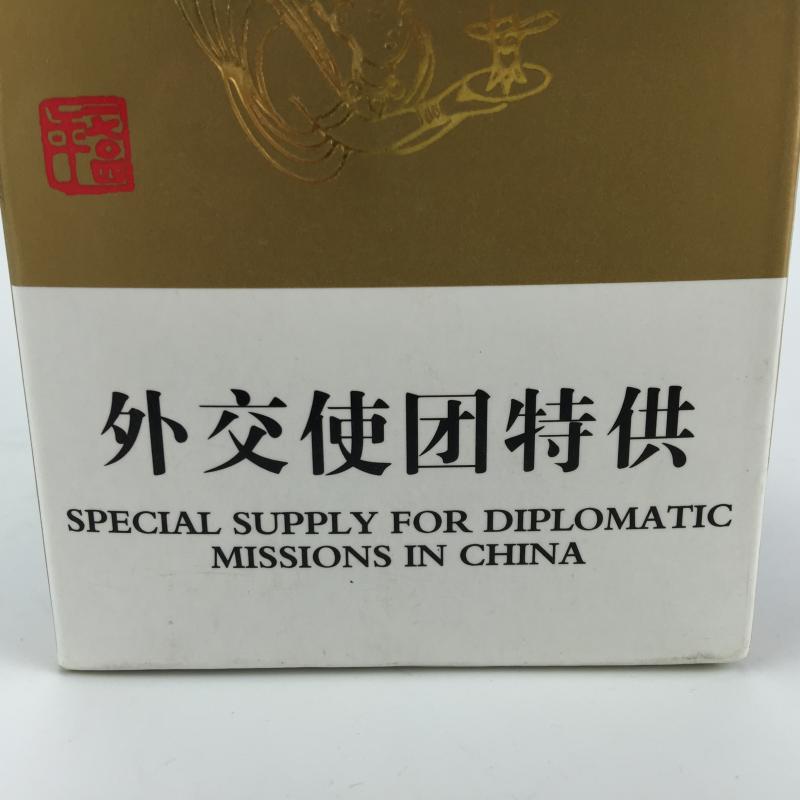 外交使团特供
SPECIAL SUPPLY FOR DIPLOMATIC
MISSIONS IN CHINA